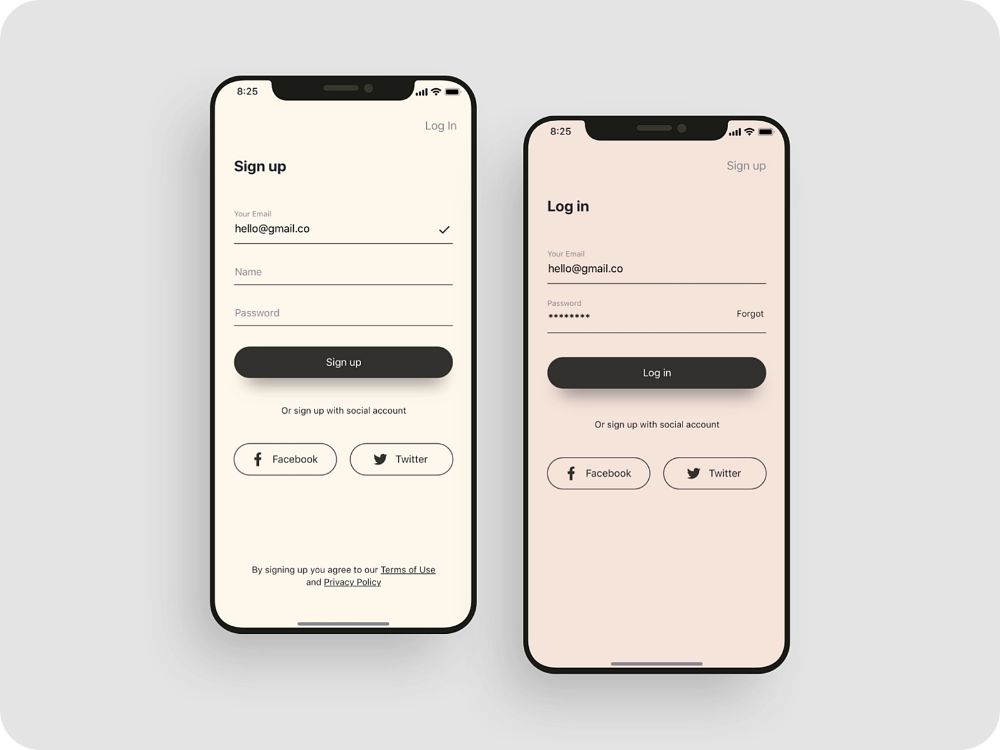 8:25
Log In
Sign up
Your Email
hello@gmail.co
Name
Password
Sign up
Or sign up with social account
Facebook
Twitter
By signing up you agree to our Terms of Use
and Privacy Policy
8:25
Sign up
Log in
Your Email
hello@gmail.co
Password
********
Forgot
Log in
Or sign up with social account
Facebook
Twitter